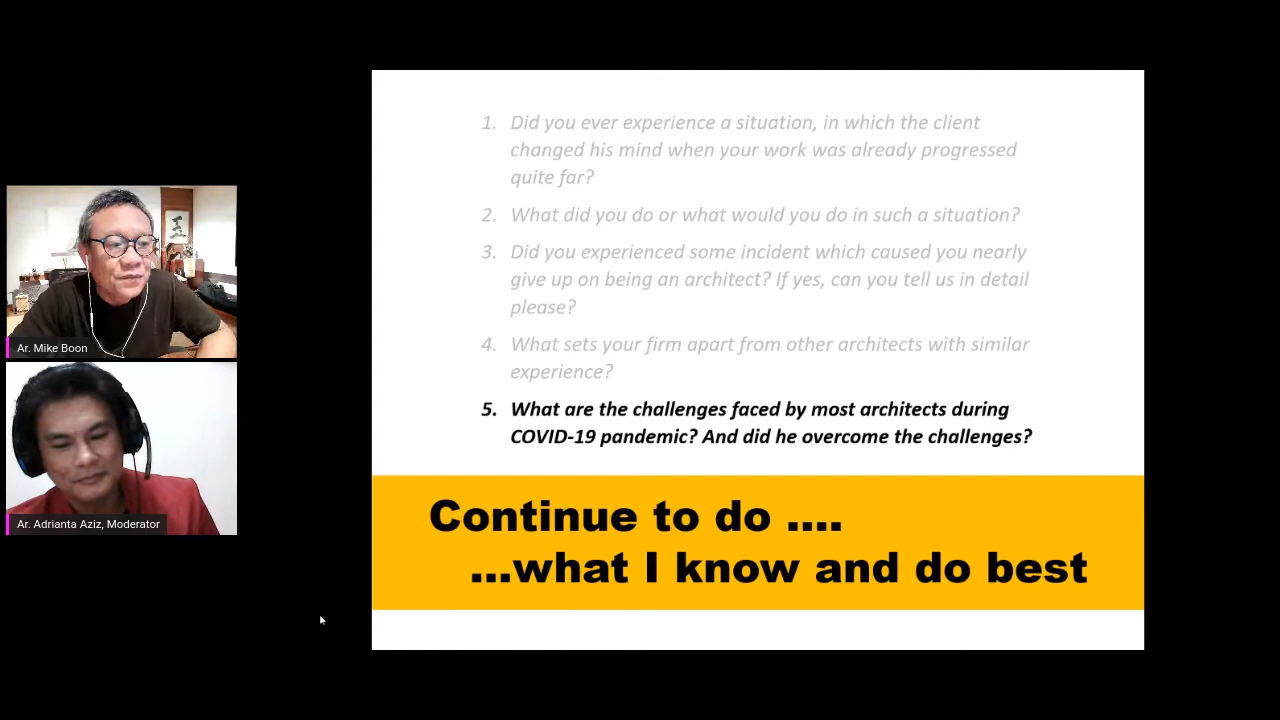 1. Did you ever experience a situation, in which the client
changed his mind when your work was already progressed
quite far?
2. What did you do or what would you do in such a situation?
3. Did you experienced some incident which caused you nearly
give up on being an architect? If yes, can you tell us in detail
please?
4. What sets your firm apart from other architects with similar
experience?
5. What are the challenges faced by most architects during
COVID-19 pandemic? And did he overcome the challenges?
Continue to do ....
...what I know and do best
Ar. Mike Boon
Ar. Adrianta Aziz, Moderator